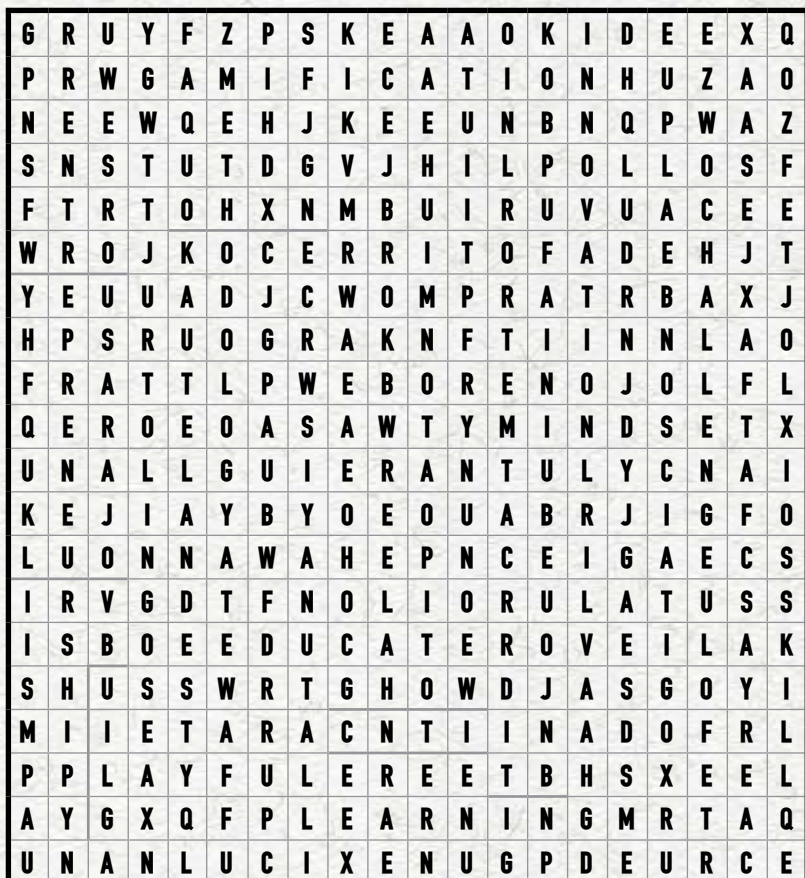 G R U Y F Z P S K E A A O K I D E E X Q
P R W G A M I F I C A T I O N H U Z A O
N E E W Q E H J K E E U N B N Q P W A Z
S N S T U T D G V J H I L P O L L O S F
F T R T O H X N M B U I R U V U A C E E
W R O J K O C E R R I T O F A D E H J T
Y E U U A D J C W O M P R A T R B A X J
H P S R U O G R A K N F T I I N N L A O
F R A T T L P W E B O R E N O J O L F L
Q E R O E O A S A W T Y M I N D S E T X
U N A L L G U I E R A N T U L Y C N A I
K E J I A Y B Y O E O U A B R J I G F O
L U O N N A W A H E P N C E I G A E C S
I R V G D T F N O L I O R U L A T U S S
I S B O E E D U C A T E R O V E I L A K
S H U S S W R T G H O W D J A S G O Y I
M I I E T A R A C N T I I N A D O F R L
P P L A Y F U L E R E E T B H S X E E L
A Y G X Q F P L E A R N I N G M R T A Q
U N A N L U C I X E N U G P D E U R C E